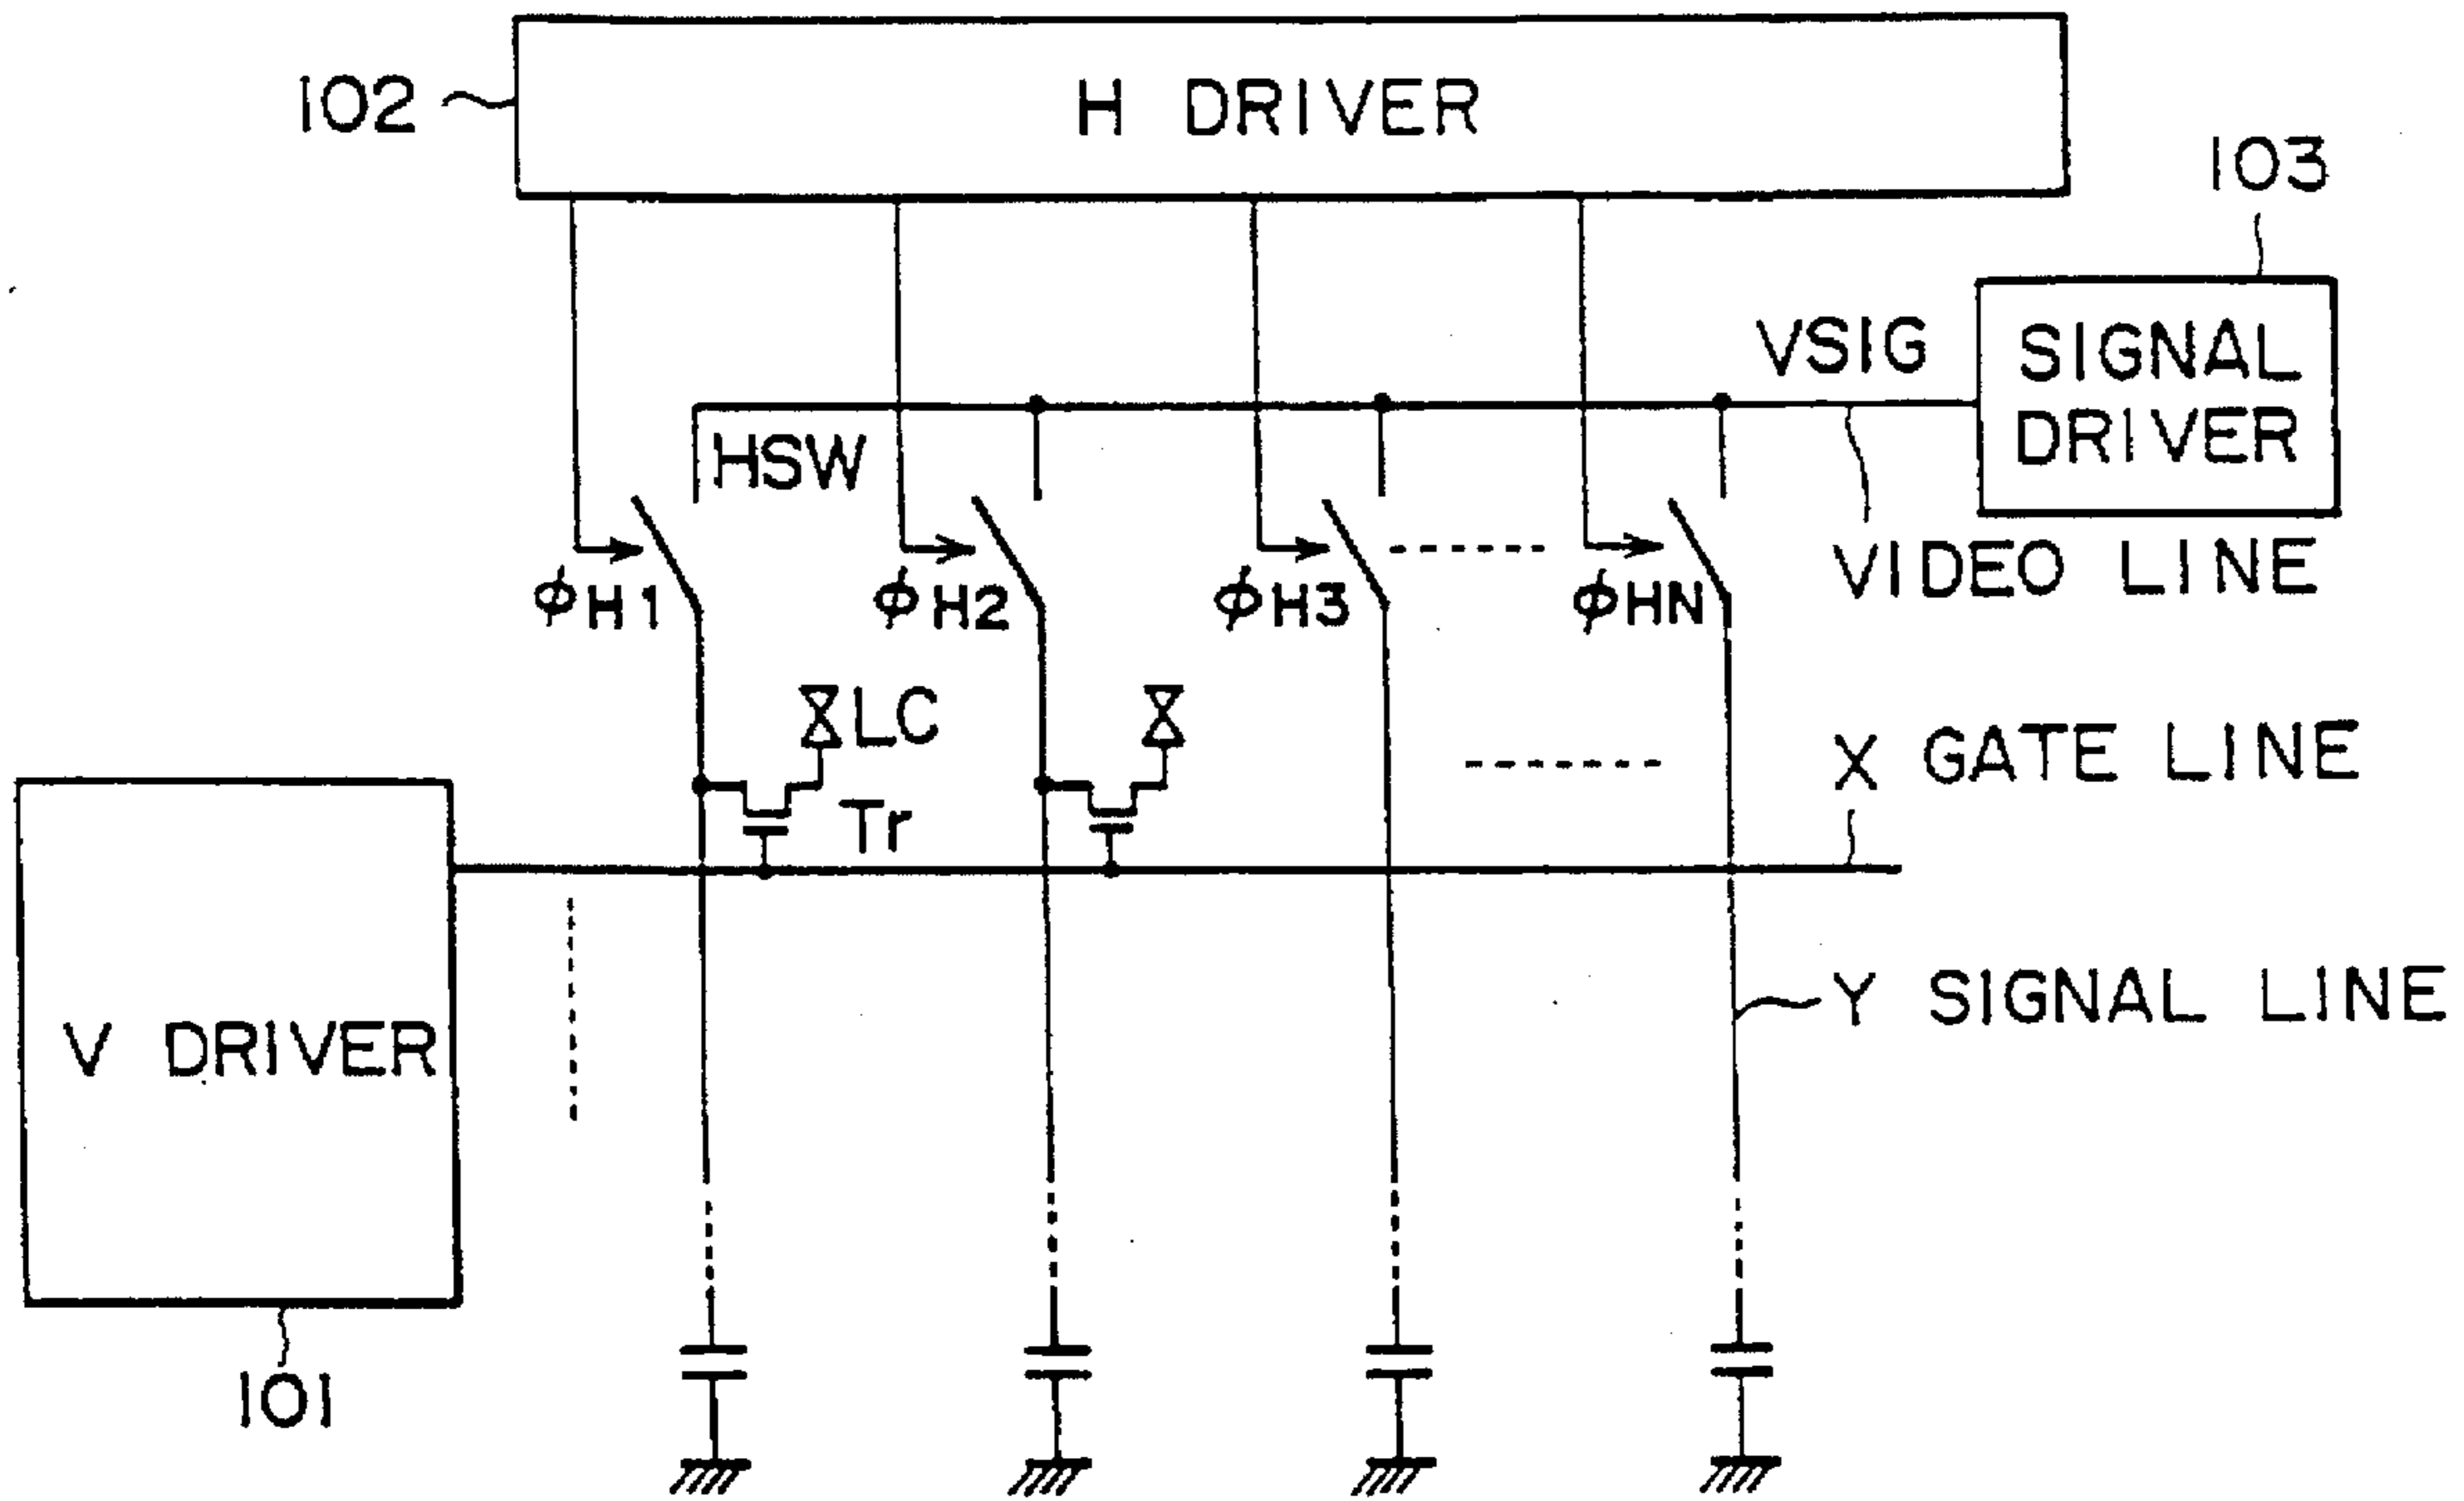 102
H DRIVER
103
VSIG
SIGNAL
DRIVER
HSW
VIDEO LINE
ϕH1
ϕH2
ϕH3
ϕHN
LC
X GATE LINE
Tr
V DRIVER
Y SIGNAL LINE
101